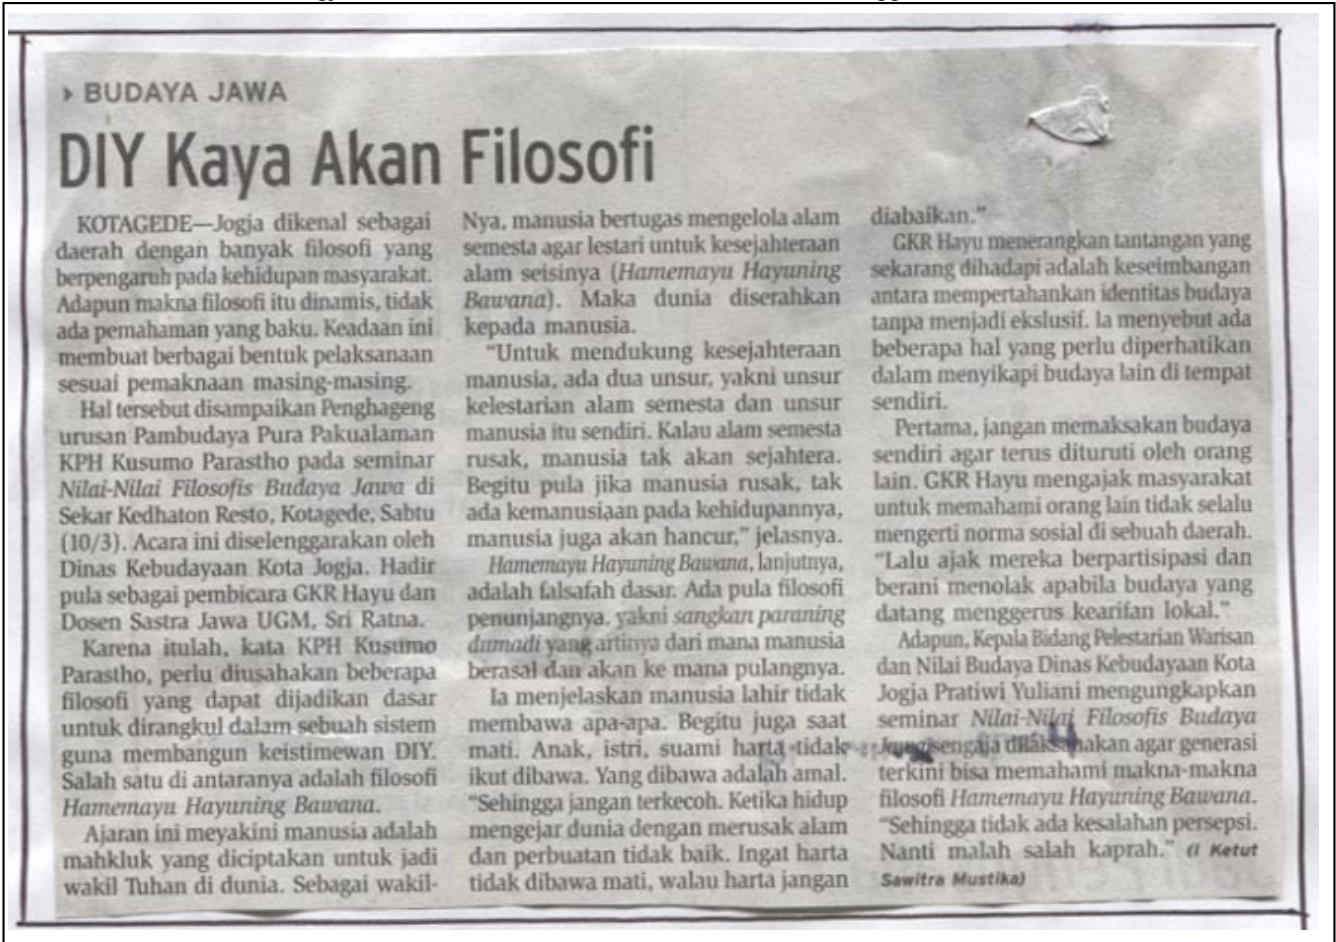 BUDAYA JAWA
DIY Kaya Akan Filosofi
KOTAGEDE—Jogja dikenal sebagai
daerah dengan banyak filosofi yang
berpengaruh pada kehidupan masyarakat.
Adapun makna filosofi itu dinamis, tidak
ada pemahaman yang baku. Keadaan ini
membuat berbagai bentuk pelaksanaan
sesuai pemaknaan masing-masing.
Hal tersebut disampaikan Penghageng
urusan Pambudaya Pura Pakualaman
KPH Kusumo Parastho pada seminar
Nilai-Nilai Filosofis Budaya Jawa di
Sekar Kedhaton Resto, Kotagede, Sabtu
(10/3). Acara ini diselenggarakan oleh
Dinas Kebudayaan Kota Jogja. Hadir
pula sebagai pembicara GKR Hayu dan
Dosen Sastra Jawa UGM, Sri Ratna.
Karena itulah, kata KPH Kusumo
Parastho, perlu diusahakan beberapa
filosofi yang dapat dijadikan dasar
untuk dirangkul dalam sebuah sistem
guna membangun keistimewan DIY.
Salah satu di antaranya adalah filosofi
Hamemayu Hayuning Bawana.
Ajaran ini meyakini manusia adalah
mahkluk yang diciptakan untuk jadi
wakil Tuhan di dunia. Sebagai wakil-
Nya, manusia bertugas mengelola alam
semesta agar lestari untuk kesejahteraan
alam seisinya (Hamemayu Hayuning
Bawana). Maka dunia diserahkan
kepada manusia.
"Untuk mendukung kesejahteraan
manusia, ada dua unsur, yakni unsur
kelestarian alam semesta dan unsur
manusia itu sendiri. Kalau alam semesta
rusak, manusia tak akan sejahtera.
Begitu pula jika manusia rusak, tak
ada kemanusiaan pada kehidupannya,
manusia juga akan hancur," jelasnya.
Hamemayu Hayuning Bawana, lanjutnya,
adalah falsafah dasar. Ada pula filosofi
penunjangnya, yakni sangkan paraning
dumadi yang artinya dari mana manusia
berasal dan akan ke mana pulangnya.
Ia menjelaskan manusia lahir tidak
membawa apa-apa. Begitu juga saat
mati. Anak, istri, suami harta tidak
ikut dibawa. Yang dibawa adalah amal.
"Sehingga jangan terkecoh. Ketika hidup
mengejar dunia dengan merusak alam
dan perbuatan tidak baik. Ingat harta
tidak dibawa mati, walau harta jangan
diabaikan."
GKR Hayu menerangkan tantangan yang
sekarang dihadapi adalah keseimbangan
antara mempertahankan identitas budaya
tanpa menjadi ekslusif. Ia menyebut ada
beberapa hal yang perlu diperhatikan
dalam menyikapi budaya lain di tempat
sendiri.
Pertama, jangan memaksakan budaya
sendiri agar terus dituruti oleh orang
lain. GKR Hayu mengajak masyarakat
untuk memahami orang lain tidak selalu
mengerti norma sosial di sebuah daerah.
"Lalu ajak mereka berpartisipasi dan
berani menolak apabila budaya yang
datang menggerus kearifan lokal."
Adapun, Kepala Bidang Pelestarian Warisan
dan Nilai Budaya Dinas Kebudayaan Kota
Jogja Pratiwi Yuliani mengungkapkan
seminar Nilai-Nilai Filosofis Budaya
Jawa sengaja dilaksanakan agar generasi
terkini bisa memahami makna-makna
filosofi Hamemayu Hayuning Bawana.
"Sehingga tidak ada kesalahan persepsi.
Nanti malah salah kaprah." (I Ketut
Sawitra Mustika)